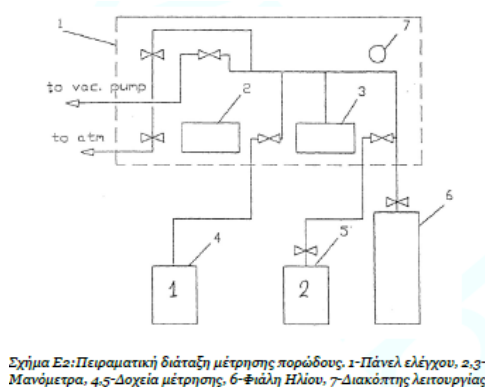 1
7
to vac. pump
2
3
to atm
6
4
5
1
2
Σχήμα Ε2:Πειραματική διάταξη μέτρησης πορώδους. 1-Πάνελ ελέγχου, 2,3-
Μανόμετρα, 4,5-Δοχεία μέτρησης, 6-Φιάλη Ηλίου, 7-Διακόπτης λειτουργίας